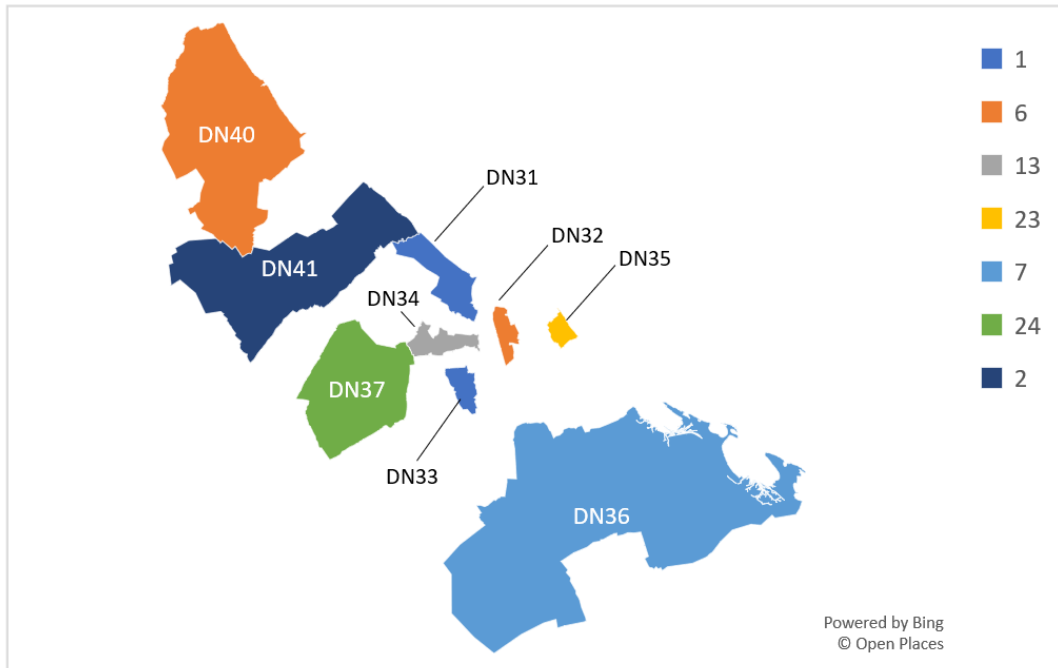 DN40
DN31
DN32
DN41
DN35
DN34
DN37
DN33
DN36
1
6
13
23
7
24
2
Powered by Bing
© Open Places